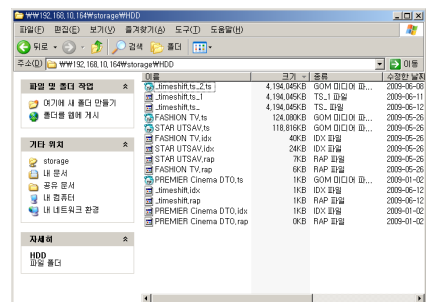 ₩₩192,168,10,164₩storage₩HDD
파일(F) 편집(E) 보기(V) 즐겨찾기(A) 도구(T) 도움말(H)
뒤로 검색 폴더
주소(D) ₩₩192,168,10,164₩storage₩HDD 이동
파일 및 폴더 작업
여기에 새 폴더 만들기
폴더를 웹에 게시
기타 위치
storage
내 문서
공유 문서
내 컴퓨터
내 네트워크 환경
자세히
HDD
파일 폴더
이름 크기 종류 수정한 날짜
_timeshift,ts_2,ts 4,194,045KB GOM 미디어 파... 2009-06-08
_timeshift,ts_1 4,194,045KB TS_1 파일 2009-06-11
_timeshift,ts_ 4,194,045KB TS_ 파일 2009-06-12
FASHION TV,ts 124,080KB GOM 미디어 파... 2009-05-26
STAR UTSAV,ts 118,816KB GOM 미디어 파... 2009-05-26
FASHION TV,idx 40KB IDX 파일 2009-05-26
STAR UTSAV,idx 24KB IDX 파일 2009-05-26
STAR UTSAV,rap 7KB RAP 파일 2009-05-26
FASHION TV,rap 6KB RAP 파일 2009-05-26
PREMIER Cinema DTO,ts 1KB GOM 미디어 파... 2009-01-02
_timeshift,idx 1KB IDX 파일 2009-06-12
_timeshift,rap 1KB RAP 파일 2009-06-12
PREMIER Cinema DTO,idx 1KB IDX 파일 2009-01-02
PREMIER Cinema DTO,rap 0KB RAP 파일 2009-01-02